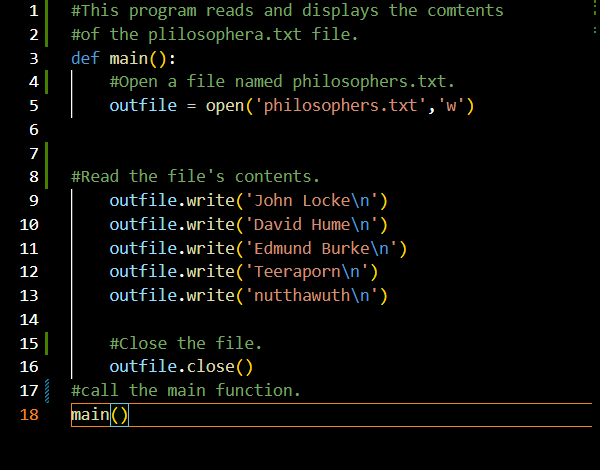 1 #This program reads and displays the comtents
2 #of the plilosophera.txt file.
3 def main():
4     #Open a file named philosophers.txt.
5     outfile = open('philosophers.txt','w')
6
7
8 #Read the file's contents.
9     outfile.write('John Locke\n')
10     outfile.write('David Hume\n')
11     outfile.write('Edmund Burke\n')
12     outfile.write('Teeraporn\n')
13     outfile.write('nutthawuth\n')
14
15     #Close the file.
16     outfile.close()
17 #call the main function.
18 main()